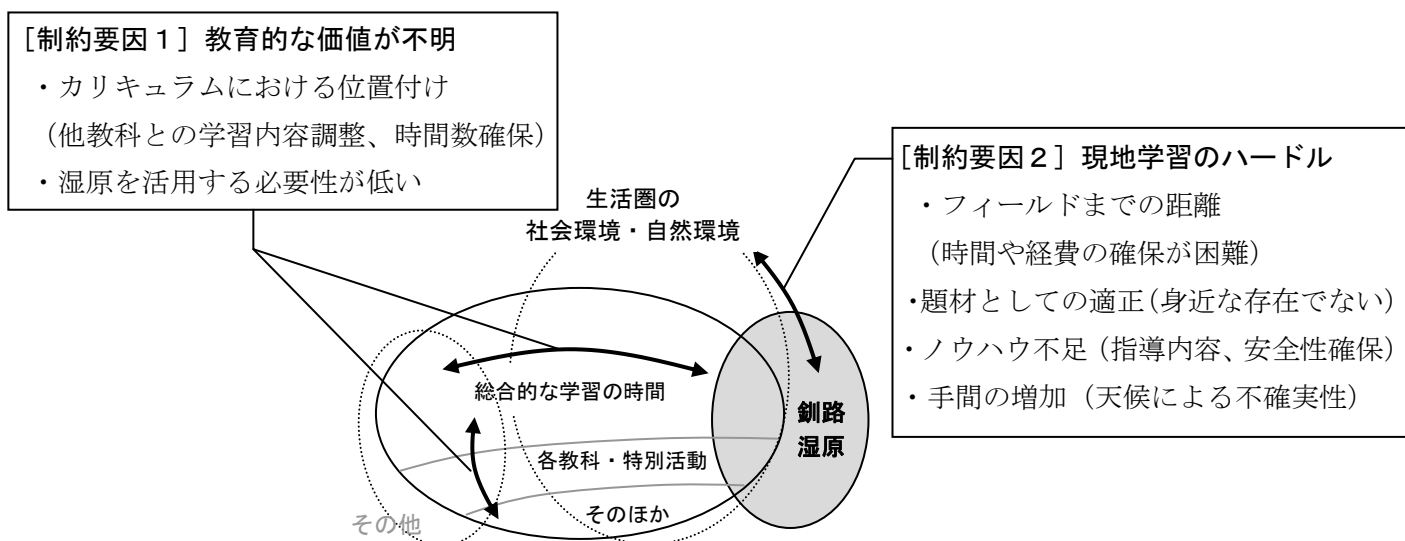 ［制約要因１］教育的な価値が不明
・カリキュラムにおける位置付け
（他教科との学習内容調整、時間数確保）
・湿原を活用する必要性が低い
［制約要因２］現地学習のハードル
・フィールドまでの距離
（時間や経費の確保が困難）
・題材としての適正（身近な存在でない）
・ノウハウ不足（指導内容、安全性確保）
・手間の増加（天候による不確実性）
生活圏の
社会環境・自然環境
総合的な学習の時間
釧路
湿原
各教科・特別活動
そのほか
その他